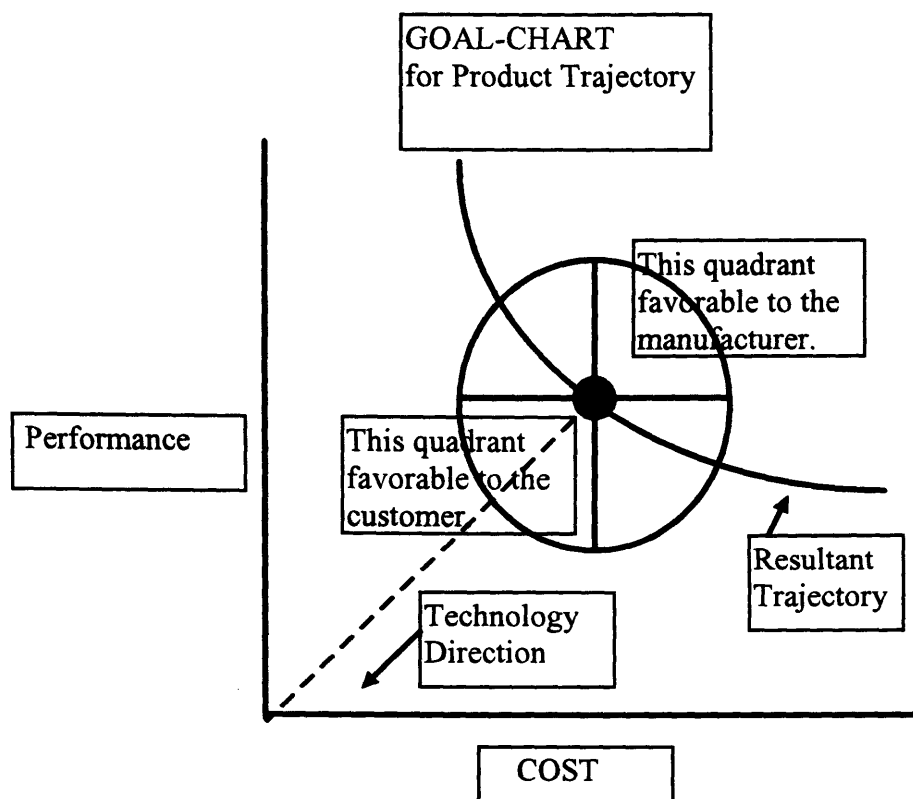 GOAL-CHART
for Product Trajectory
This quadrant
favorable to the
manufacturer.
Performance
This quadrant
favorable to the
customer
Resultant
Trajectory
Technology
Direction
COST